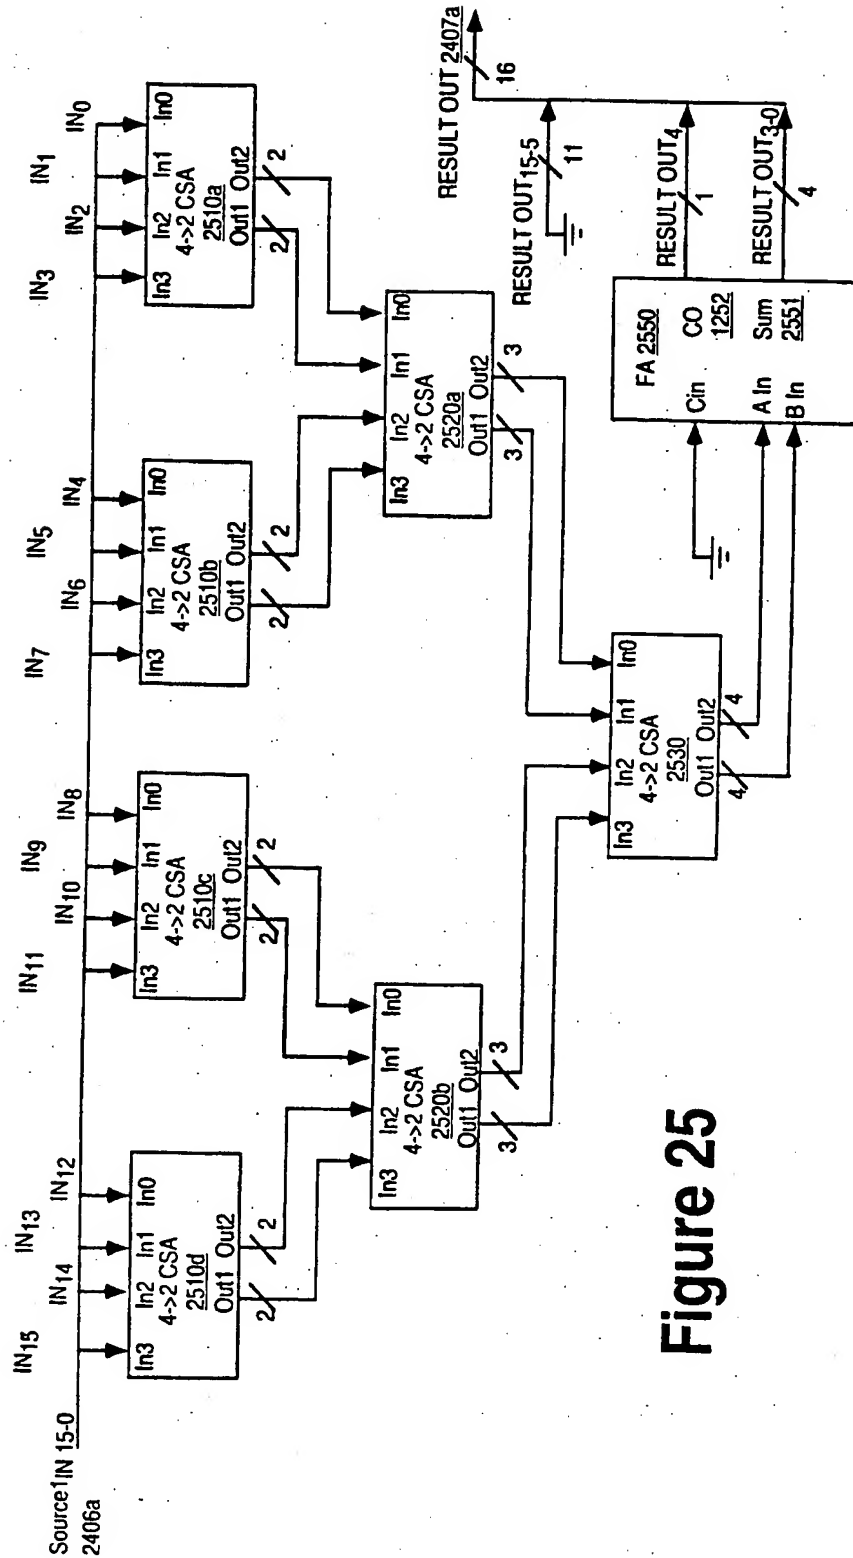 Source1 IN 15-0
2406a
IN15 IN14 IN13 IN12
IN11 IN10 IN9 IN8
IN7 IN6 IN5 IN4
IN3 IN2 IN1 IN0
In3 In2 In1 In0
4->2 CSA
2510d
Out1 Out2
2 2
In3 In2 In1 In0
4->2 CSA
2510c
Out1 Out2
2 2
In3 In2 In1 In0
4->2 CSA
2510b
Out1 Out2
2 2
In3 In2 In1 In0
4->2 CSA
2510a
Out1 Out2
2 2
In3 In2 In1 In0
4->2 CSA
2520b
Out1 Out2
3 3
In3 In2 In1 In0
4->2 CSA
2520a
Out1 Out2
3 3
In3 In2 In1 In0
4->2 CSA
2530
Out1 Out2
4 4
FA 2550
Cin CO
1252
A In Sum
B In 2551
RESULT OUT 2407a
16
RESULT OUT15-5
11
RESULT OUT4
1
RESULT OUT3-0
4
Figure 25